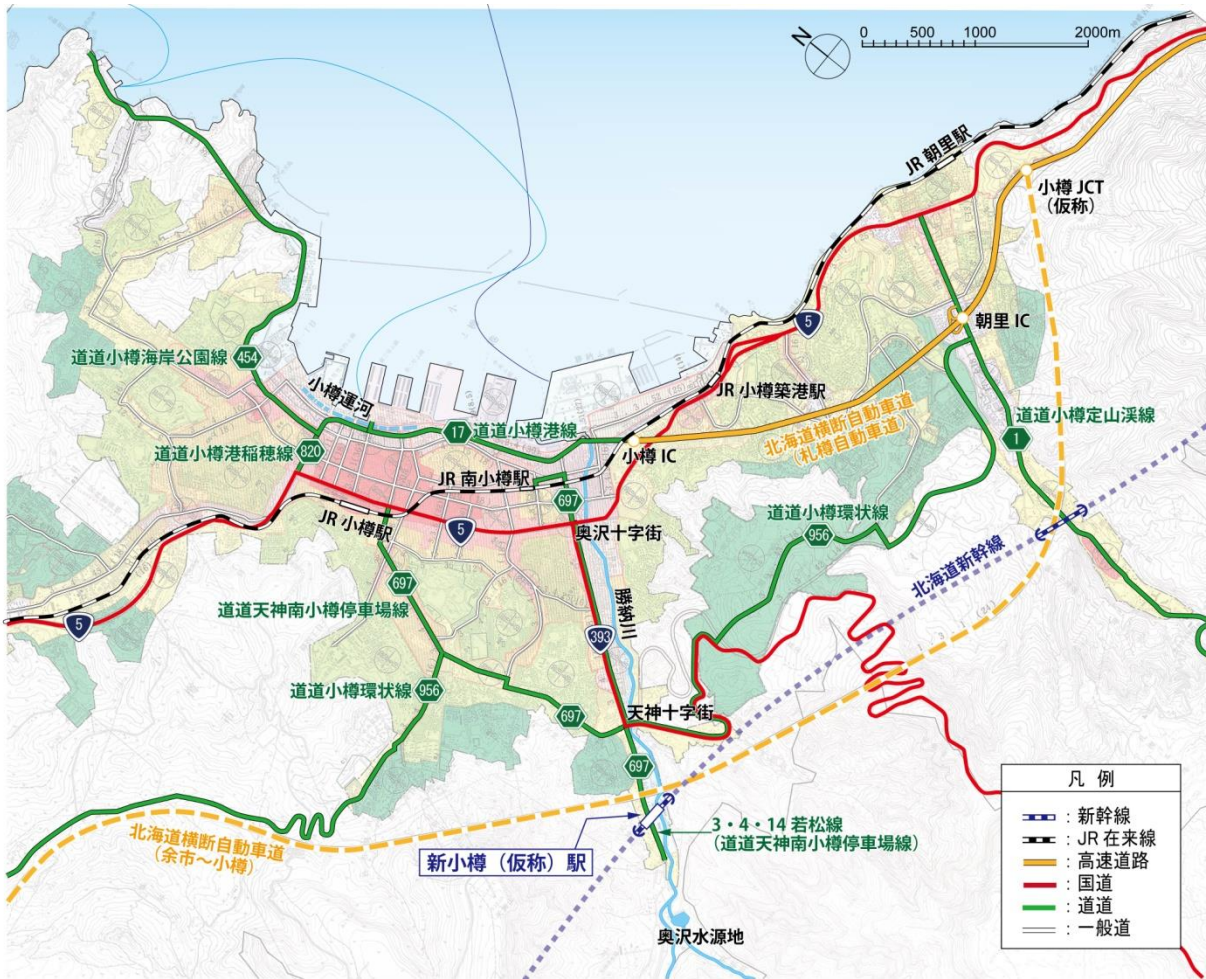 N
0 500 1000 2000m
JR 朝里駅
小樽 JCT
(仮称)
5
朝里 IC
道道小樽海岸公園線
454
小樽運河
JR 小樽築港駅
道道小樽定山渓線
1
17
道道小樽港線
北海道横断自動車道
(札樽自動車道)
道道小樽港稲穂線
820
小樽 IC
JR 南小樽駅
697
JR 小樽駅
5
奥沢十字街
道道小樽環状線
956
北海道新幹線
697
道道天神南小樽停車場線
勝納川
393
5
道道小樽環状線
956
697
天神十字街
697
北海道横断自動車道
(余市～小樽)
新小樽(仮称)駅
3・4・14 若松線
(道道天神南小樽停車場線)
奥沢水源地
凡 例
: 新幹線
: JR 在来線
: 高速道路
: 国道
: 道道
: 一般道